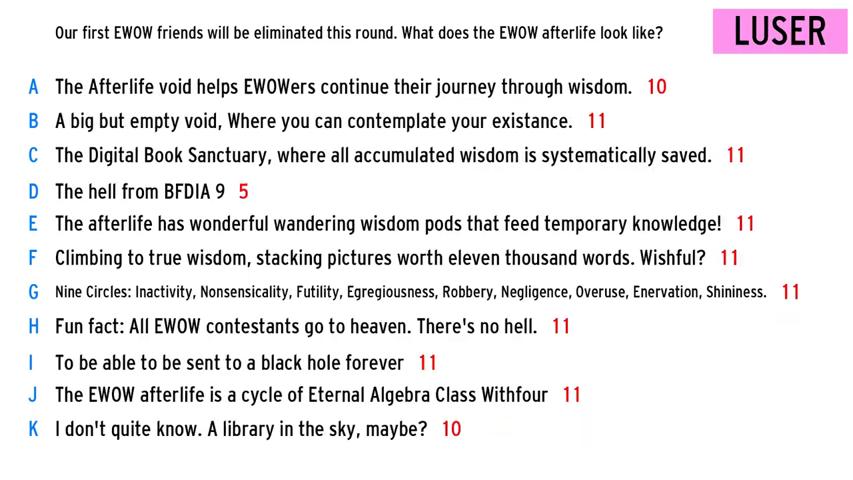 Our first EWOW friends will be eliminated this round. What does the EWOW afterlife look like?
LUSER
A The Afterlife void helps EWOWers continue their journey through wisdom. 10
B A big but empty void, Where you can contemplate your existance. 11
C The Digital Book Sanctuary, where all accumulated wisdom is systematically saved. 11
D The hell from BFDIA 9 5
E The afterlife has wonderful wandering wisdom pods that feed temporary knowledge! 11
F Climbing to true wisdom, stacking pictures worth eleven thousand words. Wishful? 11
G Nine Circles: Inactivity, Nonsensicality, Futility, Egregiousness, Robbery, Negligence, Overuse, Enervation, Shininess. 11
H Fun fact: All EWOW contestants go to heaven. There's no hell. 11
I To be able to be sent to a black hole forever 11
J The EWOW afterlife is a cycle of Eternal Algebra Class Withfour 11
K I don't quite know. A library in the sky, maybe? 10